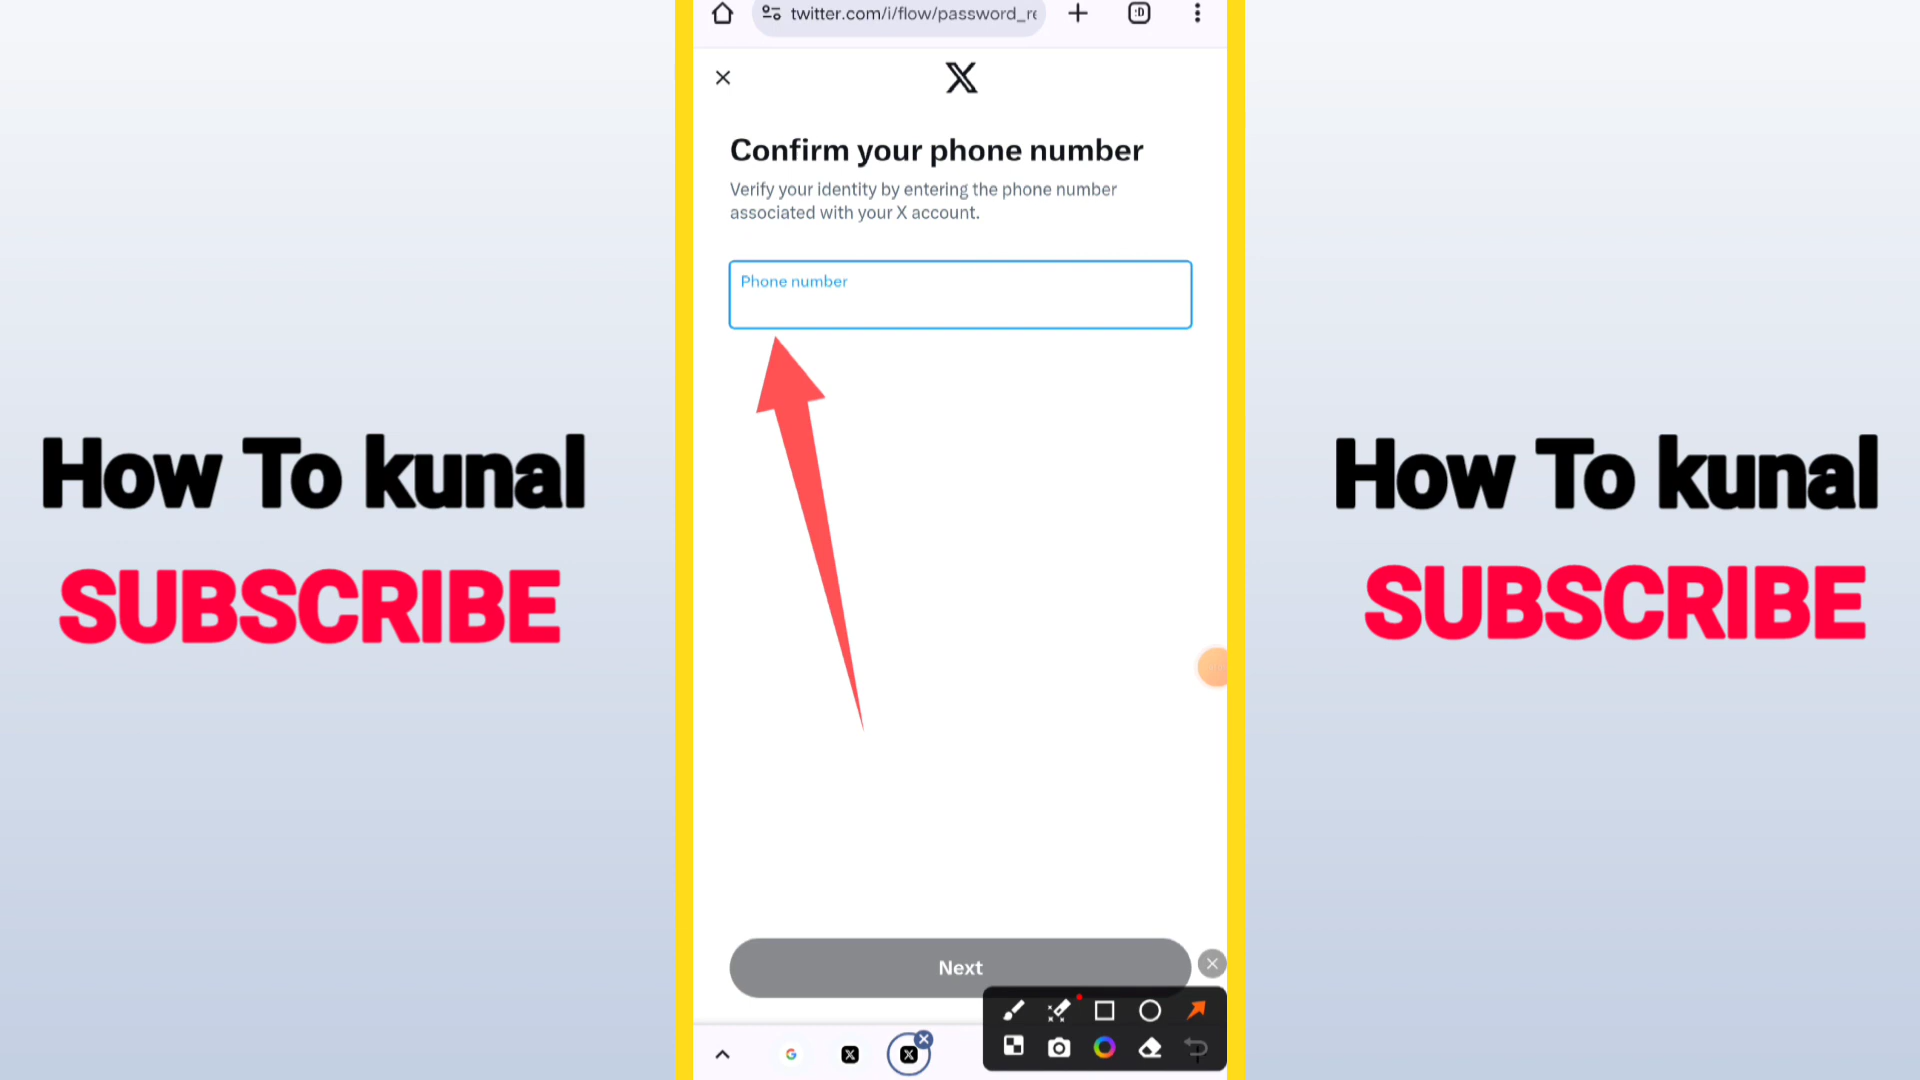 twitter.com/i/flow/password_re
Confirm your phone number
Verify your identity by entering the phone number
associated with your X account.
Phone number
How To kunal
SUBSCRIBE
How To kunal
SUBSCRIBE
Next